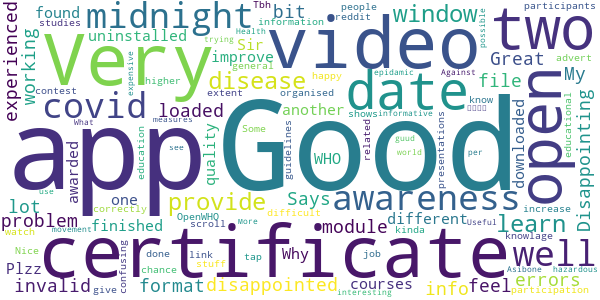 found
studies
Tbh
reddit
people
bit
information
participants
midnight
video
window
two
experienced
working
uninstalled
Very
trying
Health
Sir
improve
general
expensive
higher
disease
happy
possible
Great
advert
My
file
extent
organised
epidamic
Against
contest
covid
loaded
another
Some
date
shows
informative
know
educational
open
Disappointing
What
measures
app
Good
quality
education
see
guidelines
WHO
world
related
presentations
per
downloaded
awarded
one
provide
Says
awareness
increase
use
lot
correctly
OpenWHO
difficult
different
knowlage
learn
problem
finished
scroll
More
module
kinda
Useful
watch
movement
certificate
well
Nice
confusing
done
link
job
Why
courses
Asibone
hazardous
Plzz
give
chance
tap
stuff
interesting
invalid
format
disappointed
info
feel
errors
participation